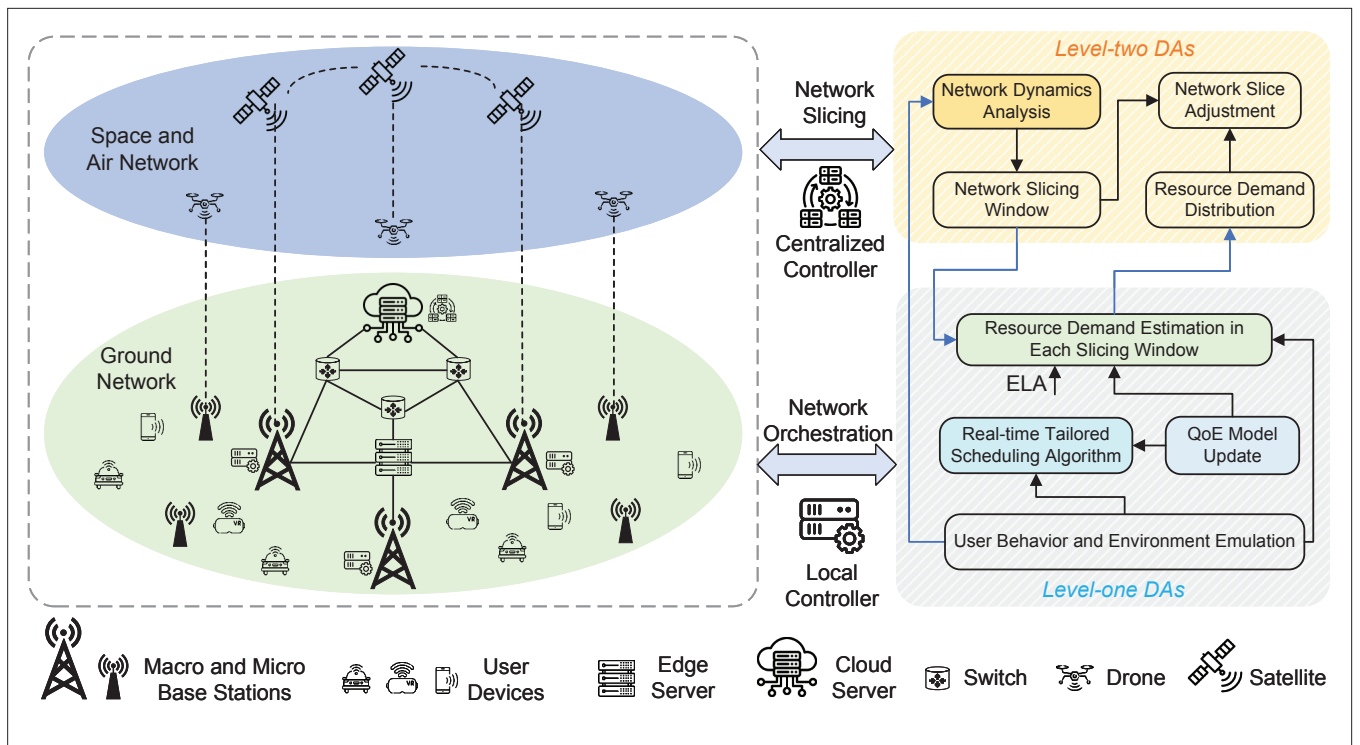 Space and
Air Network
Ground
Network
Network
Slicing
Centralized
Controller
Network
Orchestration
Local
Controller
Level-two DAs
Network Dynamics
Analysis
Network Slice
Adjustment
Network Slicing
Window
Resource Demand
Distribution
Resource Demand Estimation in
Each Slicing Window
ELA
Real-time Tailored
Scheduling Algorithm
QoE Model
Update
User Behavior and Environment Emulation
Level-one DAs
VR
VR
Macro and Micro
Base Stations
VR
User
Devices
Edge
Server
Cloud
Server
Switch
Drone
Satellite